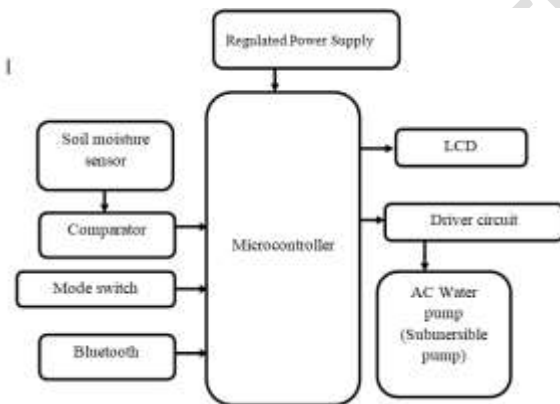 Regulated Power Supply
Soil moisture
sensor
LCD
Comparator
Driver circuit
Microcontroller
Mode switch
AC Water
pump
(Submersible
pump)
Bluetooth